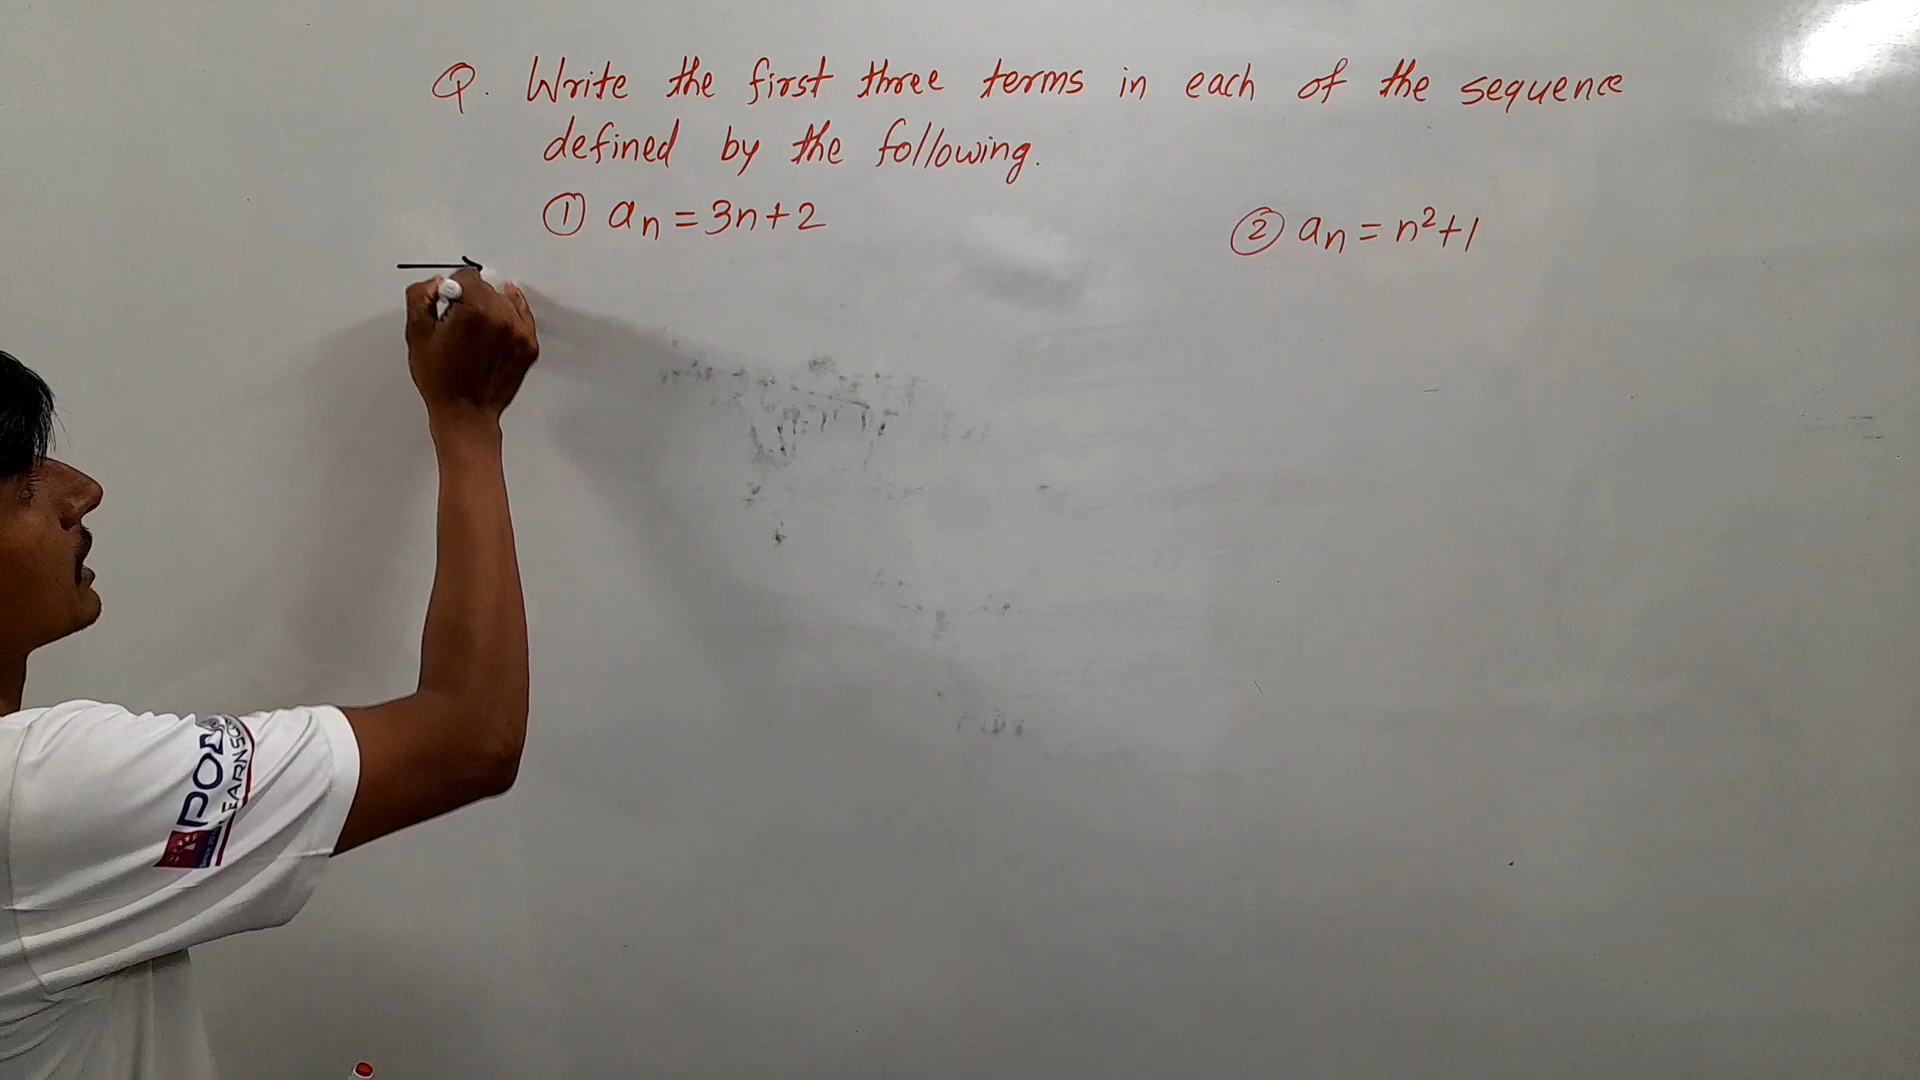 Q. Write the first three terms in each of the sequence
defined by the following.
① aₙ = 3n+2 ② aₙ = n²+1